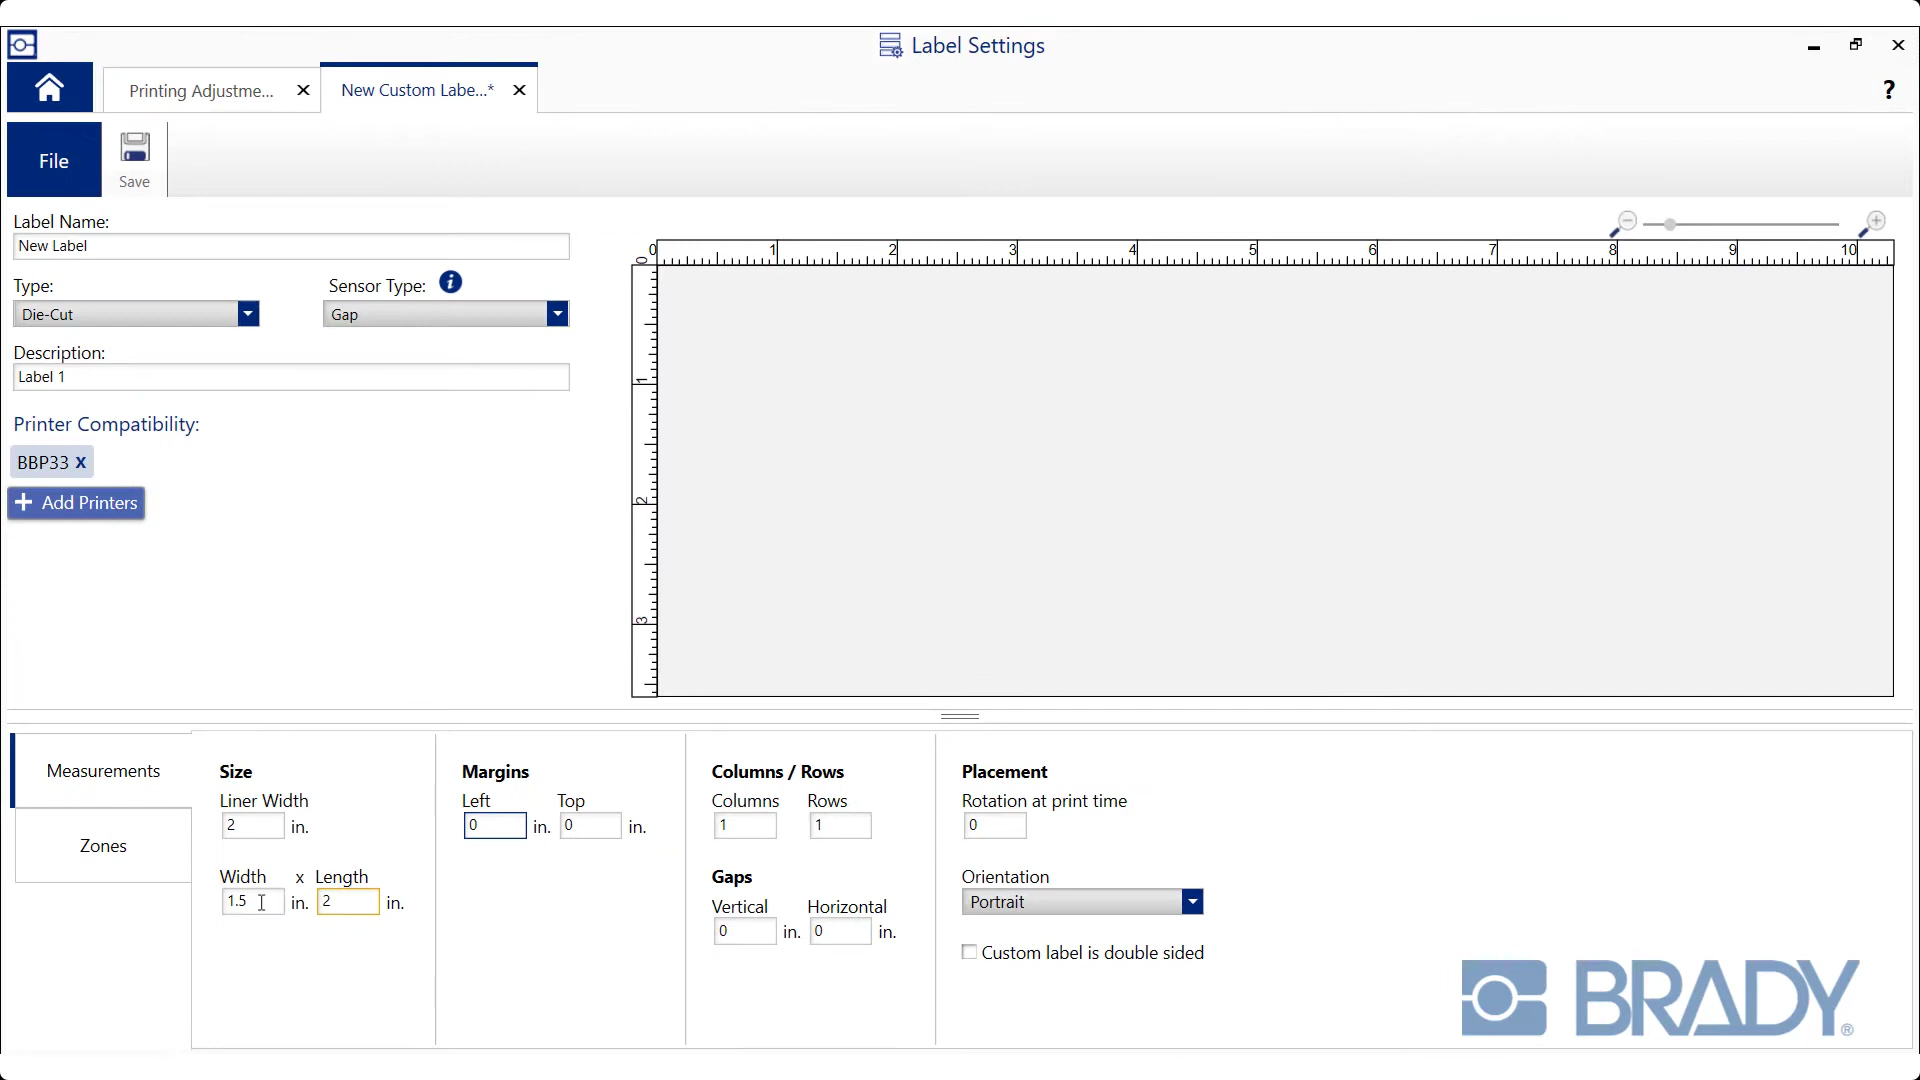 Label Settings
Printing Adjustme...
New Custom Labe...*
?
File
Save
Label Name:
New Label
Type:
Sensor Type:
i
Die-Cut
Gap
Description:
Label 1
Printer Compatibility:
BBP33 x
+ Add Printers
0 1 2 3 4 5 6 7 8 9 10
0
1
2
3
Measurements
Zones
Size
Liner Width
2 in.
Width x Length
1.5 in. 2 in.
Margins
Left Top
0 in. 0 in.
Columns / Rows
Columns Rows
1 1
Gaps
Vertical Horizontal
0 in. 0 in.
Placement
Rotation at print time
0
Orientation
Portrait
Custom label is double sided
BRADY®